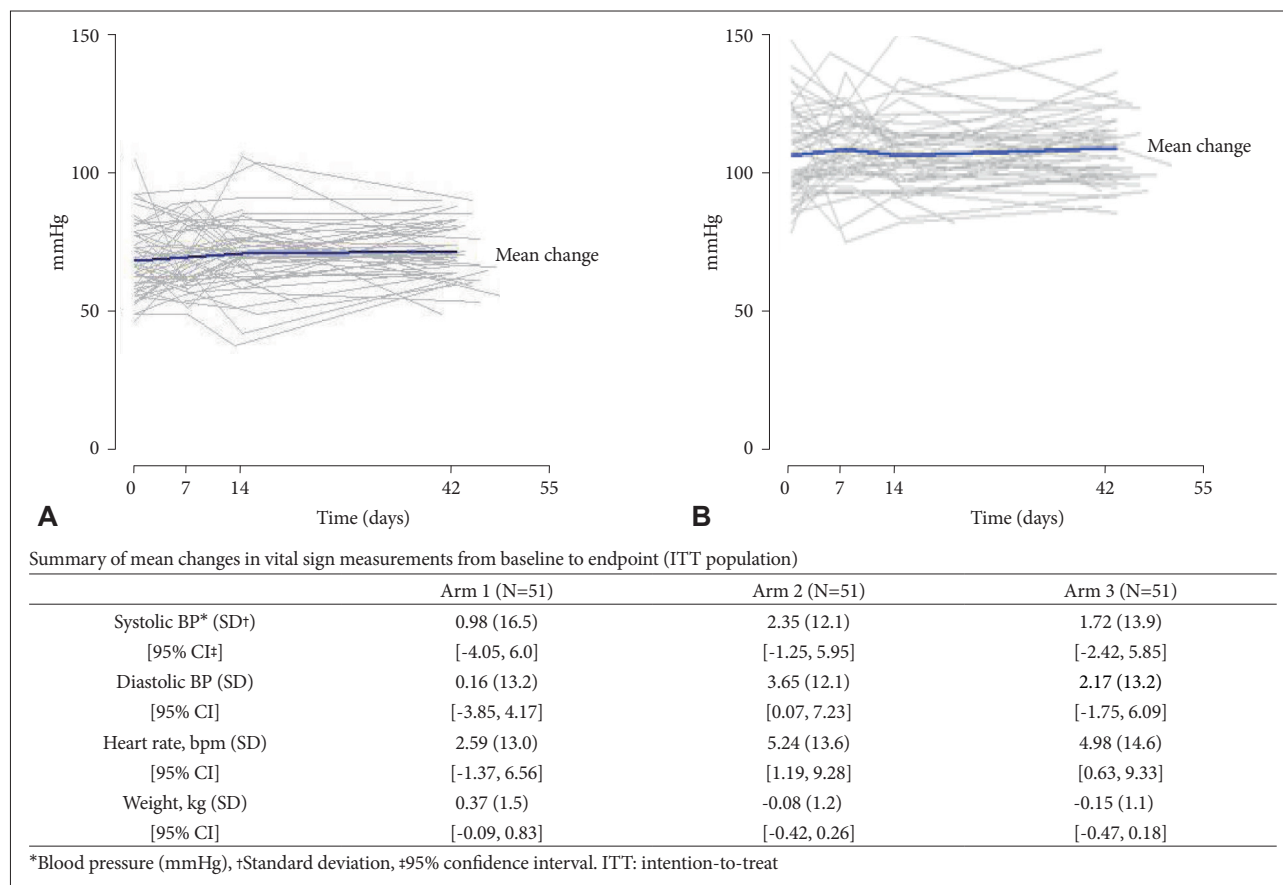 150
100
50
0
mmHg
Mean change
0 7 14 42 55
Time (days)
A
150
100
50
0
mmHg
Mean change
0 7 14 42 55
Time (days)
B
Summary of mean changes in vital sign measurements from baseline to endpoint (ITT population)
Arm 1 (N=51) Arm 2 (N=51) Arm 3 (N=51)
Systolic BP* (SD†) 0.98 (16.5) 2.35 (12.1) 1.72 (13.9)
[95% CI‡] [-4.05, 6.0] [-1.25, 5.95] [-2.42, 5.85]
Diastolic BP (SD) 0.16 (13.2) 3.65 (12.1) 2.17 (13.2)
[95% CI] [-3.85, 4.17] [0.07, 7.23] [-1.75, 6.09]
Heart rate, bpm (SD) 2.59 (13.0) 5.24 (13.6) 4.98 (14.6)
[95% CI] [-1.37, 6.56] [1.19, 9.28] [0.63, 9.33]
Weight, kg (SD) 0.37 (1.5) -0.08 (1.2) -0.15 (1.1)
[95% CI] [-0.09, 0.83] [-0.42, 0.26] [-0.47, 0.18]
*Blood pressure (mmHg), †Standard deviation, ‡95% confidence interval. ITT: intention-to-treat